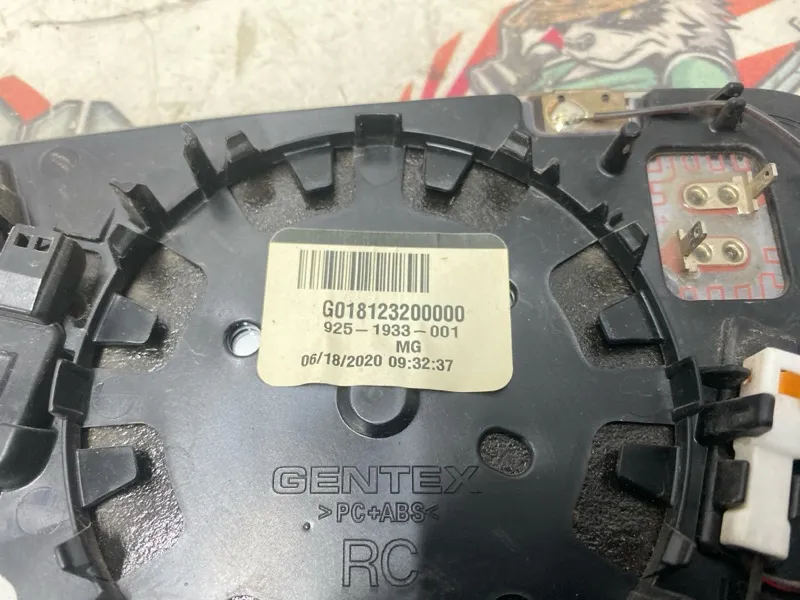 G018123200000
925-1933-001
MG
06/18/2020 09:32:37
GENTEX
>PC+ABS<
RC